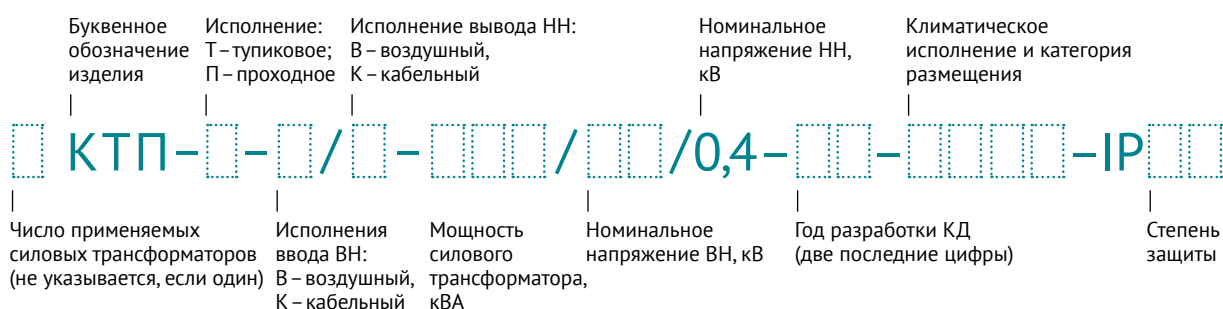 Буквенное
обозначение
изделия
Исполнение:
Т – тупиковое;
П – проходное
Исполнение вывода НН:
В – воздушный,
К – кабельный
Номинальное
напряжение НН,
кВ
Климатическое
исполнение и категория
размещения
КТП – – / – / /0,4 – – –IP
Число применяемых
силовых трансформаторов
(не указывается, если один)
Исполнения
ввода ВН:
В – воздушный,
К – кабельный
Мощность
силового
трансформатора,
кВА
Номинальное
напряжение ВН, кВ
Год разработки КД
(две последние цифры)
Степень
защиты